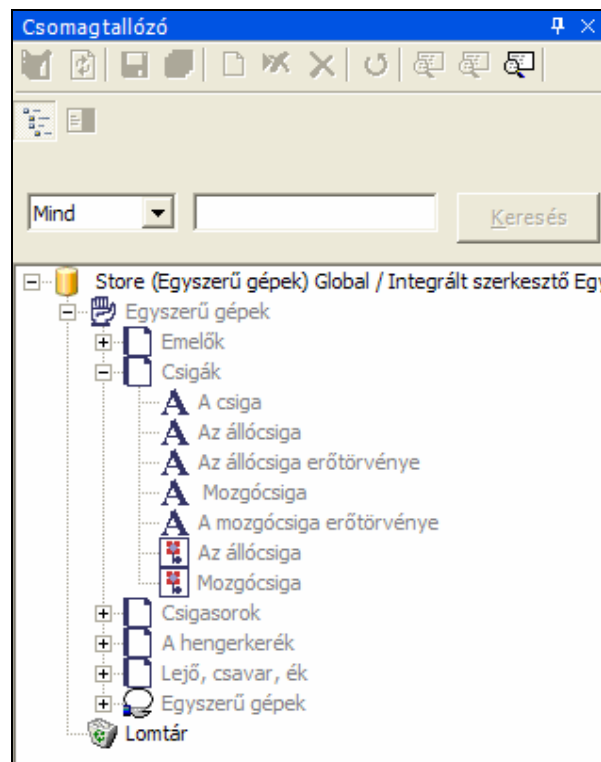 Csomagtallózó
Mind
Keresés
Store (Egyszerű gépek) Global / Integrált szerkesztő Egy
Egyszerű gépek
Emelők
Csigák
A csiga
Az állócsiga
Az állócsiga erőtörvénye
Mozgócsiga
A mozgócsiga erőtörvénye
Az állócsiga
Mozgócsiga
Csigasorok
A hengerkerék
Lejő, csavar, ék
Egyszerű gépek
Lomtár